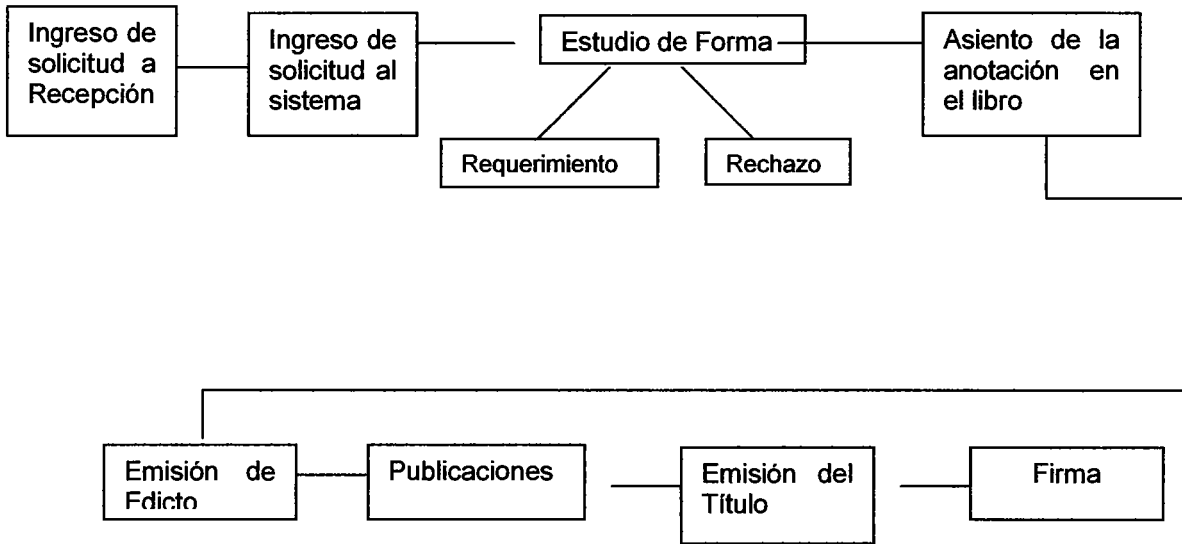 Ingreso de
solicitud a
Recepción
Ingreso de
solicitud al
sistema
Estudio de Forma
Asiento de la
anotación en
el libro
Requerimiento
Rechazo
Emisión de
Edicto
Publicaciones
Emisión del
Título
Firma